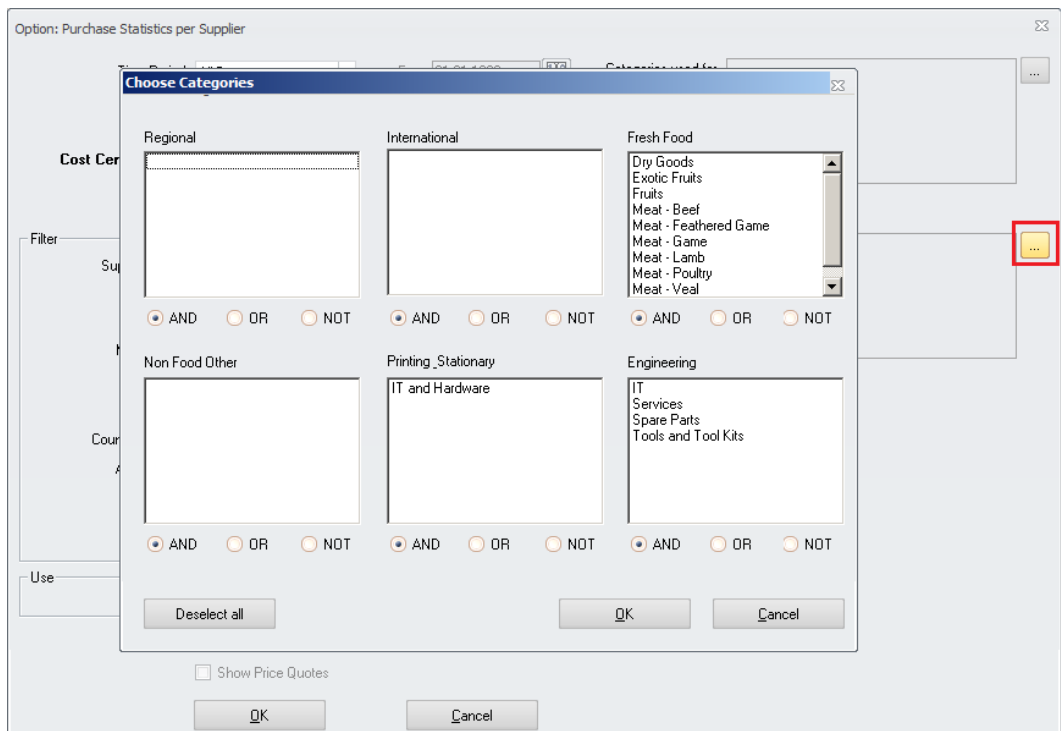 Option: Purchase Statistics per Supplier
Choose Categories
...
Regional
International
Fresh Food
Cost Cer
Dry Goods
Exotic Fruits
Fruits
Meat - Beef
Meat - Feathered Game
Meat - Game
Meat - Lamb
Meat - Poultry
Meat - Veal
Filter
...
AND OR NOT
AND OR NOT
AND OR NOT
Non Food Other
Printing_Stationary
Engineering
IT and Hardware
IT
Services
Spare Parts
Tools and Tool Kits
Cour
AND OR NOT
AND OR NOT
AND OR NOT
Use
Deselect all
OK
Cancel
Show Price Quotes
OK
Cancel